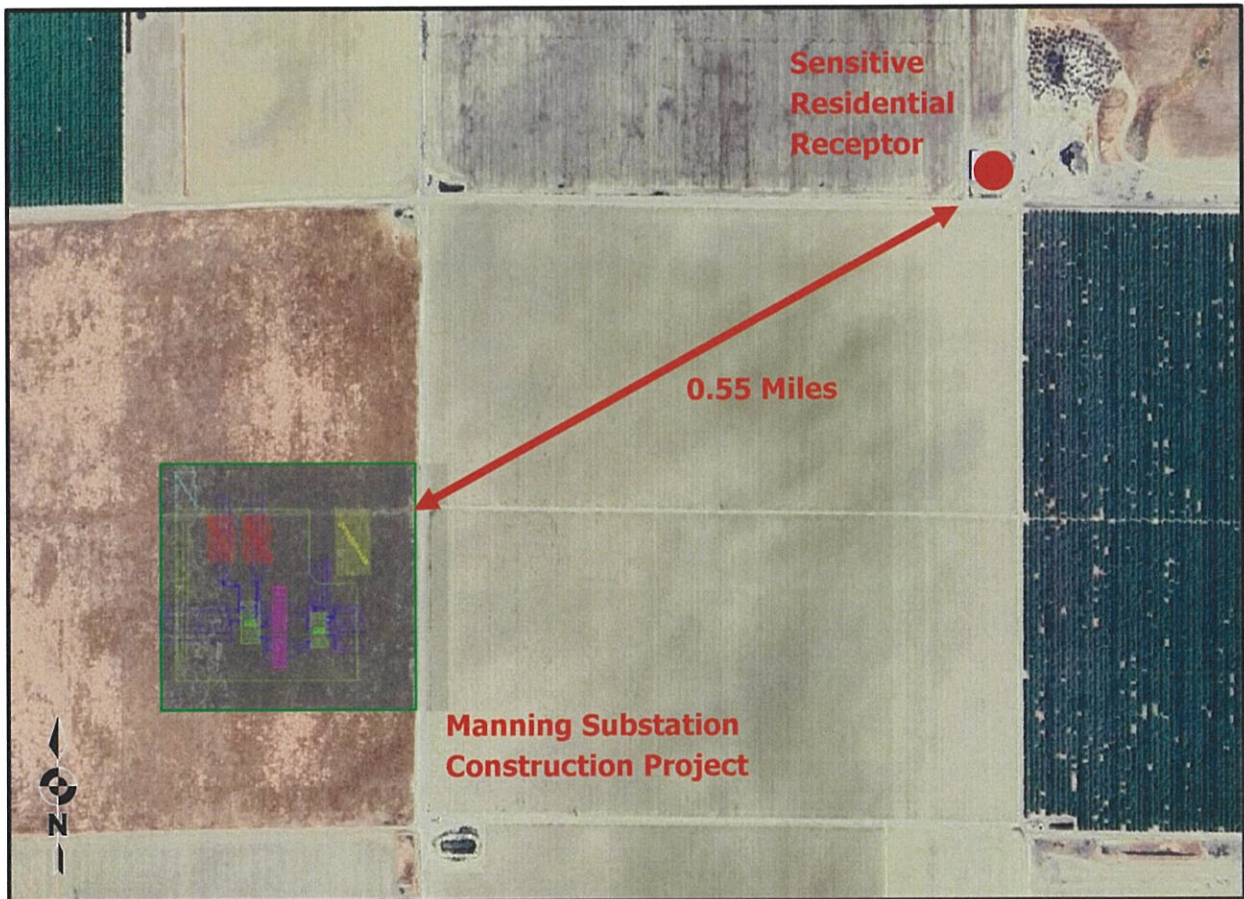 Sensitive
Residential
Receptor
0.55 Miles
Manning Substation
Construction Project
N